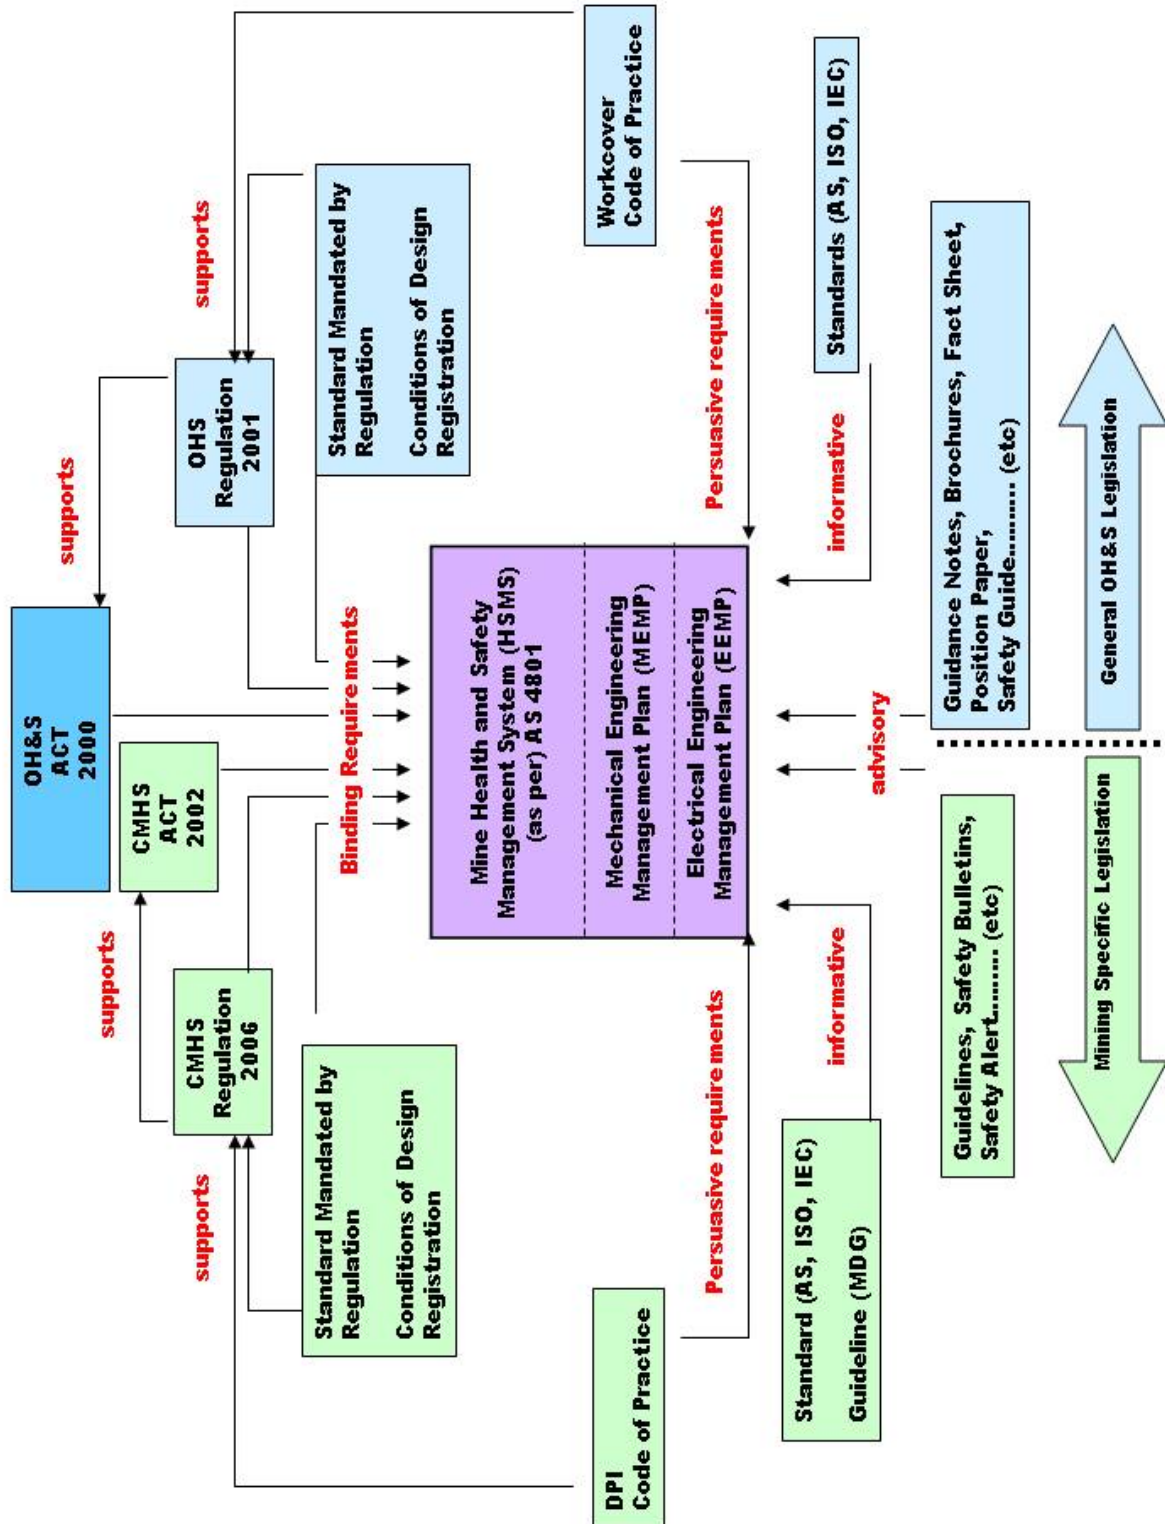 OH&S
ACT
2000
CMHS
ACT
2002
supports
supports
CMHS
Regulation
2006
OHS
Regulation
2001
supports
supports
Standard Mandated by
Regulation
Conditions of Design
Registration
Binding Requirements
Standard Mandated by
Regulation
Conditions of Design
Registration
Mine Health and Safety
Management System (HSMS)
(as per) AS 4801
Mechanical Engineering
Management Plan (MEMP)
Electrical Engineering
Management Plan (EEMP)
DPI
Code of Practice
Workcover
Code of Practice
Persuasive requirements
Persuasive requirements
Standard (AS, ISO, IEC)
Guideline (MDG)
informative
informative
Standards (AS, ISO, IEC)
advisory
Guidelines, Safety Bulletins,
Safety Alert.......... (etc)
Guidance Notes, Brochures, Fact Sheet,
Position Paper,
Safety Guide.......... (etc)
Mining Specific Legislation
General OH&S Legislation